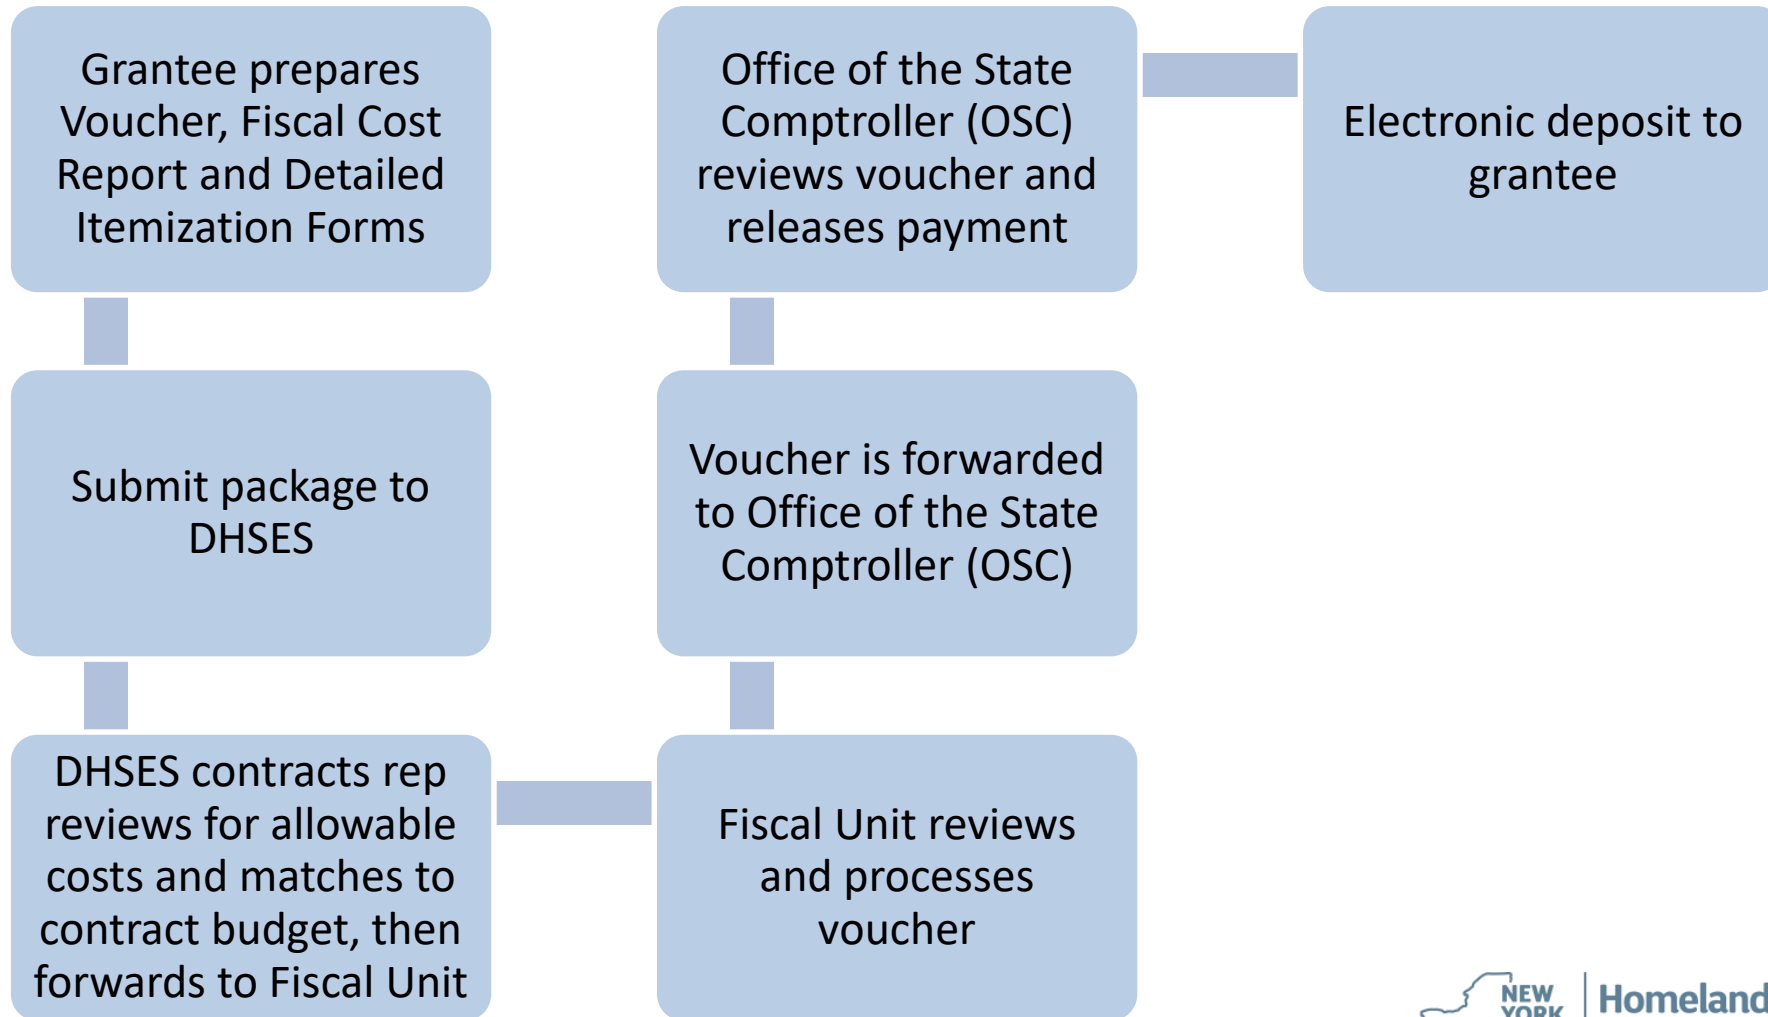 Grantee prepares
Voucher, Fiscal Cost
Report and Detailed
Itemization Forms
Submit package to
DHSES
DHSES contracts rep
reviews for allowable
costs and matches to
contract budget, then
forwards to Fiscal Unit
Fiscal Unit reviews
and processes
voucher
Voucher is forwarded
to Office of the State
Comptroller (OSC)
Office of the State
Comptroller (OSC)
reviews voucher and
releases payment
Electronic deposit to
grantee
NEW
YORK
Homeland